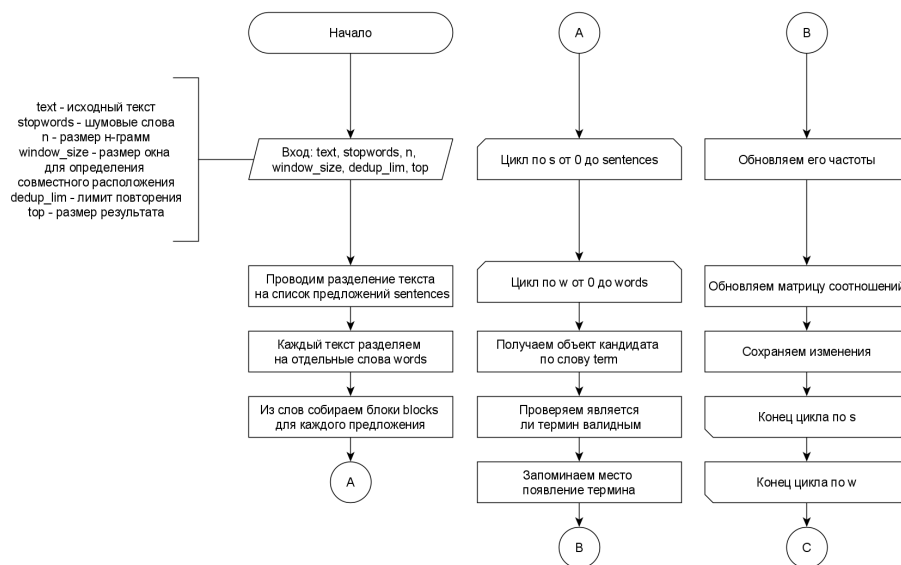 Начало
text - исходный текст
stopwords - шумовые слова
n - размер н-грамм
window_size - размер окна
для определения
совместного расположения
dedup_lim - лимит повторения
top - размер результата
Вход: text, stopwords, n,
window_size, dedup_lim, top
Проводим разделение текста
на список предложений sentences
Каждый текст разделяем
на отдельные слова words
Из слов собираем блоки blocks
для каждого предложения
A
A
Цикл по s от 0 до sentences
Цикл по w от 0 до words
Получаем объект кандидата
по слову term
Проверяем является
ли термин валидным
Запоминаем место
появление термина
B
B
Обновляем его частоты
Обновляем матрицу соотношений
Сохраняем изменения
Конец цикла по s
Конец цикла по w
C